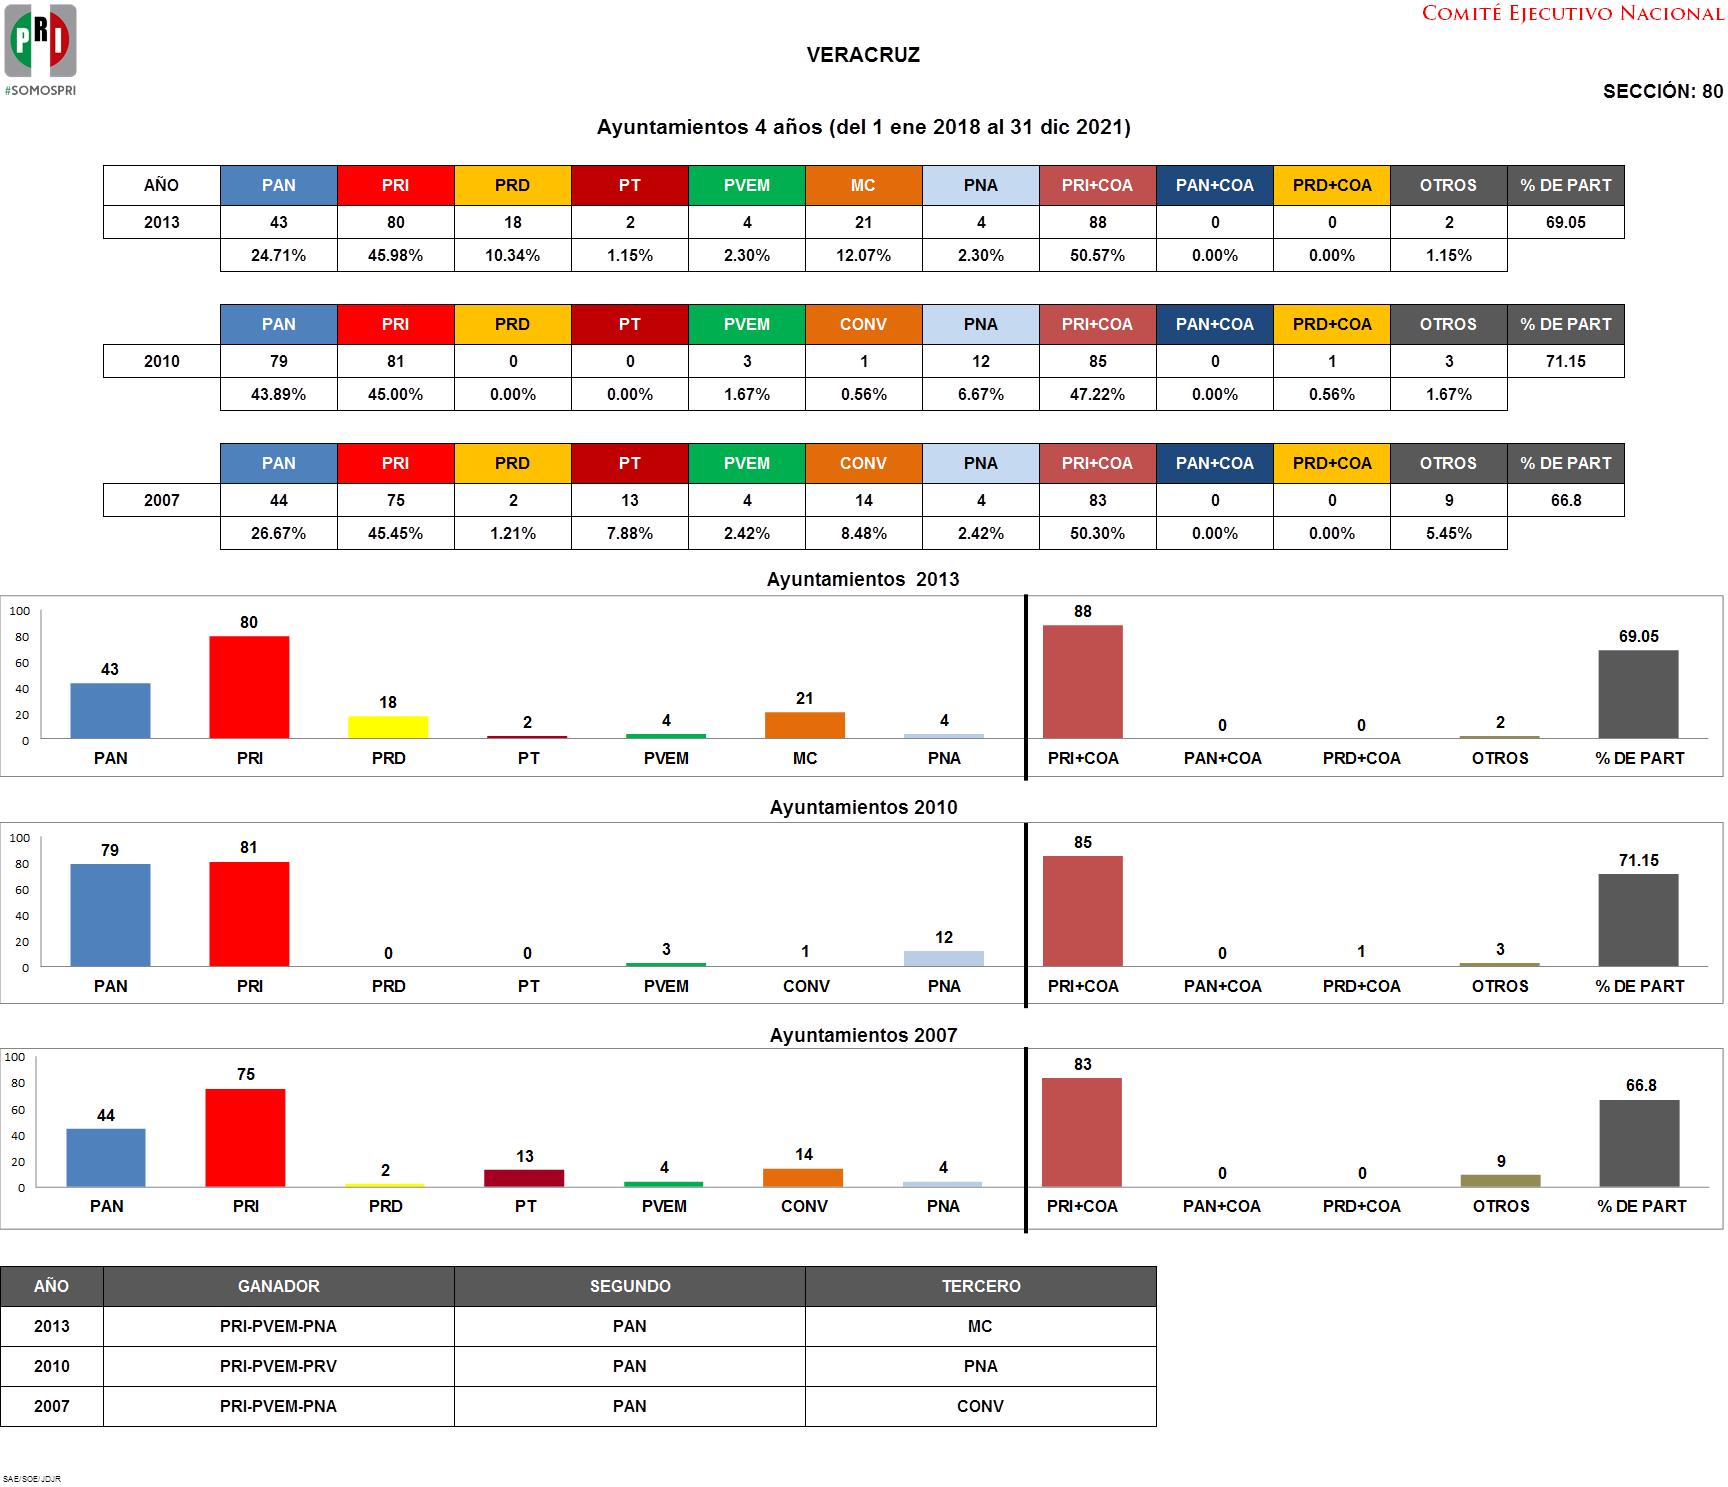 PRI
#SOMOSPRI
COMITÉ EJECUTIVO NACIONAL
VERACRUZ
SECCIÓN: 80
Ayuntamientos 4 años (del 1 ene 2018 al 31 dic 2021)
AÑO PAN PRI PRD PT PVEM MC PNA PRI+COA PAN+COA PRD+COA OTROS % DE PART
2013 43 80 18 2 4 21 4 88 0 0 2 69.05
24.71% 45.98% 10.34% 1.15% 2.30% 12.07% 2.30% 50.57% 0.00% 0.00% 1.15%
PAN PRI PRD PT PVEM CONV PNA PRI+COA PAN+COA PRD+COA OTROS % DE PART
2010 79 81 0 0 3 1 12 85 0 1 3 71.15
43.89% 45.00% 0.00% 0.00% 1.67% 0.56% 6.67% 47.22% 0.00% 0.56% 1.67%
PAN PRI PRD PT PVEM CONV PNA PRI+COA PAN+COA PRD+COA OTROS % DE PART
2007 44 75 2 13 4 14 4 83 0 0 9 66.8
26.67% 45.45% 1.21% 7.88% 2.42% 8.48% 2.42% 50.30% 0.00% 0.00% 5.45%
Ayuntamientos 2013
100
80
60
40
20
0
43 80 18 2 4 21 4 88 0 0 2 69.05
PAN PRI PRD PT PVEM MC PNA PRI+COA PAN+COA PRD+COA OTROS % DE PART
Ayuntamientos 2010
100
80
60
40
20
0
79 81 0 0 3 1 12 85 0 1 3 71.15
PAN PRI PRD PT PVEM CONV PNA PRI+COA PAN+COA PRD+COA OTROS % DE PART
Ayuntamientos 2007
100
80
60
40
20
0
44 75 2 13 4 14 4 83 0 0 9 66.8
PAN PRI PRD PT PVEM CONV PNA PRI+COA PAN+COA PRD+COA OTROS % DE PART
AÑO GANADOR SEGUNDO TERCERO
2013 PRI-PVEM-PNA PAN MC
2010 PRI-PVEM-PRV PAN PNA
2007 PRI-PVEM-PNA PAN CONV
SAE/SOE/JDJR